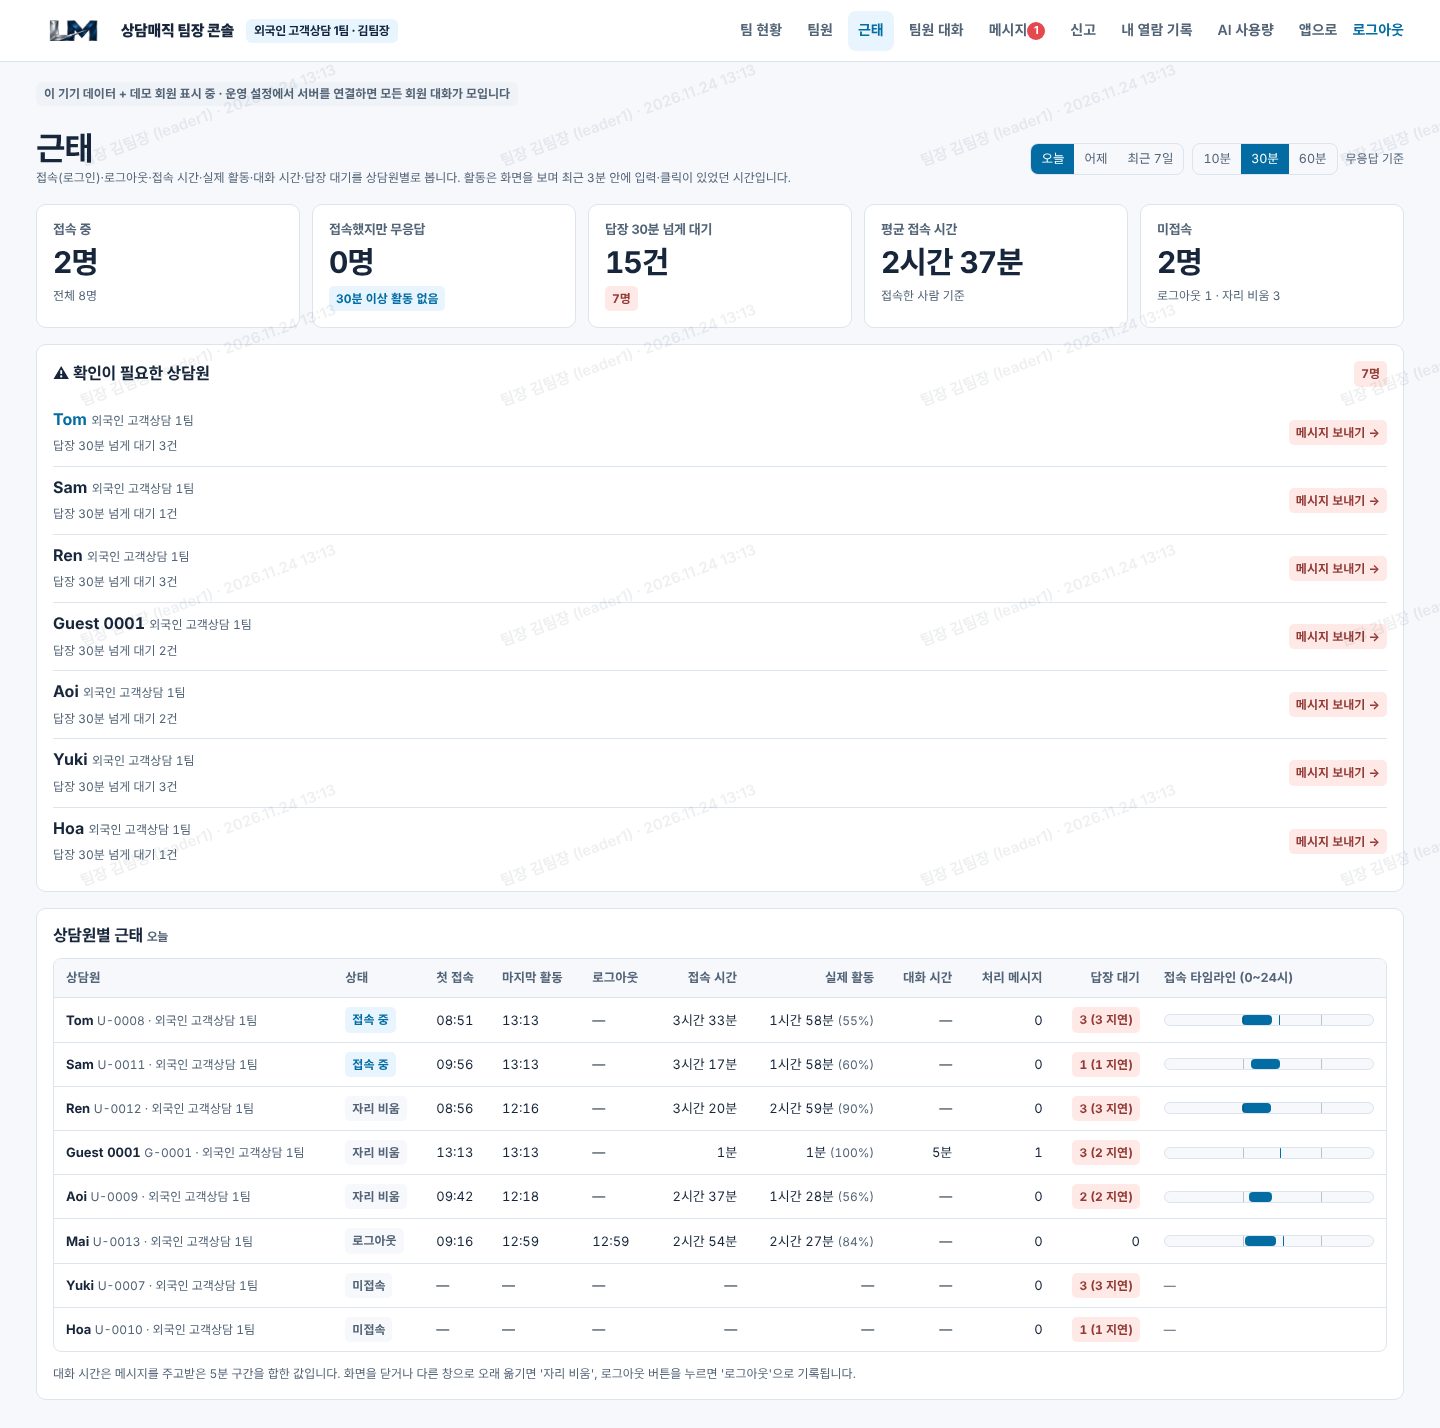 LM 상담매직 팀장 콘솔 외국인 고객상담 1팀 · 김팀장 팀 현황 팀원 근태 팀원 대화 메시지 1 신고 내 열람 기록 AI 사용량 앱으로 로그아웃
이 기기 데이터 + 데모 회원 표시 중 · 운영 설정에서 서버를 연결하면 모든 회원 대화가 모입니다
근태
접속(로그인)·로그아웃·접속 시간·실제 활동·대화 시간·답장 대기를 상담원별로 봅니다. 활동은 화면을 보며 최근 3분 안에 입력·클릭이 있었던 시간입니다.
오늘 어제 최근 7일 10분 30분 60분 무응답 기준
접속 중
2명
전체 8명
접속했지만 무응답
0명
30분 이상 활동 없음
답장 30분 넘게 대기
15건
7명
평균 접속 시간
2시간 37분
접속한 사람 기준
미접속
2명
로그아웃 1 · 자리 비움 3
⚠ 확인이 필요한 상담원 7명
Tom 외국인 고객상담 1팀
답장 30분 넘게 대기 3건
메시지 보내기 →
Sam 외국인 고객상담 1팀
답장 30분 넘게 대기 1건
메시지 보내기 →
Ren 외국인 고객상담 1팀
답장 30분 넘게 대기 3건
메시지 보내기 →
Guest 0001 외국인 고객상담 1팀
답장 30분 넘게 대기 2건
메시지 보내기 →
Aoi 외국인 고객상담 1팀
답장 30분 넘게 대기 2건
메시지 보내기 →
Yuki 외국인 고객상담 1팀
답장 30분 넘게 대기 3건
메시지 보내기 →
Hoa 외국인 고객상담 1팀
답장 30분 넘게 대기 1건
메시지 보내기 →
상담원별 근태 오늘
상담원 상태 첫 접속 마지막 활동 로그아웃 접속 시간 실제 활동 대화 시간 처리 메시지 답장 대기 접속 타임라인 (0~24시)
Tom U-0008 · 외국인 고객상담 1팀 접속 중 08:51 13:13 — 3시간 33분 1시간 58분 (55%) — 0 3 (3 지연)
Sam U-0011 · 외국인 고객상담 1팀 접속 중 09:56 13:13 — 3시간 17분 1시간 58분 (60%) — 0 1 (1 지연)
Ren U-0012 · 외국인 고객상담 1팀 자리 비움 08:56 12:16 — 3시간 20분 2시간 59분 (90%) — 0 3 (3 지연)
Guest 0001 G-0001 · 외국인 고객상담 1팀 자리 비움 13:13 13:13 — 1분 1분 (100%) 5분 1 3 (2 지연)
Aoi U-0009 · 외국인 고객상담 1팀 자리 비움 09:42 12:18 — 2시간 37분 1시간 28분 (56%) — 0 2 (2 지연)
Mai U-0013 · 외국인 고객상담 1팀 로그아웃 09:16 12:59 12:59 2시간 54분 2시간 27분 (84%) — 0 0
Yuki U-0007 · 외국인 고객상담 1팀 미접속 — — — — — — 0 3 (3 지연) —
Hoa U-0010 · 외국인 고객상담 1팀 미접속 — — — — — — 0 1 (1 지연) —
대화 시간은 메시지를 주고받은 5분 구간을 합한 값입니다. 화면을 닫거나 다른 창으로 오래 옮기면 '자리 비움', 로그아웃 버튼을 누르면 '로그아웃'으로 기록됩니다.
팀장 김팀장 (leader1) · 2026.11.24 13:13